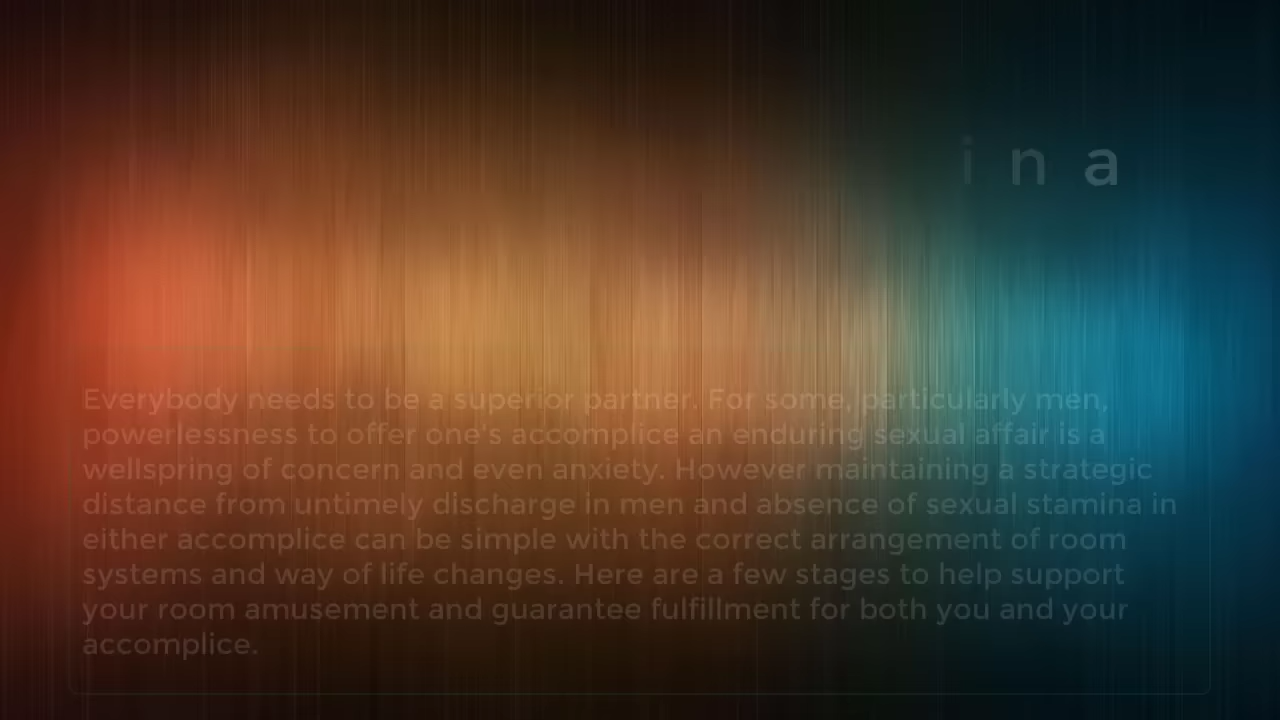 i n a
Everybody needs to be a superior partner. For some, particularly men,
powerlessness to offer one's accomplice an enduring sexual affair is a
wellspring of concern and even anxiety. However maintaining a strategic
distance from untimely discharge in men and absence of sexual stamina in
either accomplice can be simple with the correct arrangement of room
systems and way of life changes. Here are a few stages to help support
your room amusement and guarantee fulfillment for both you and your
accomplice.